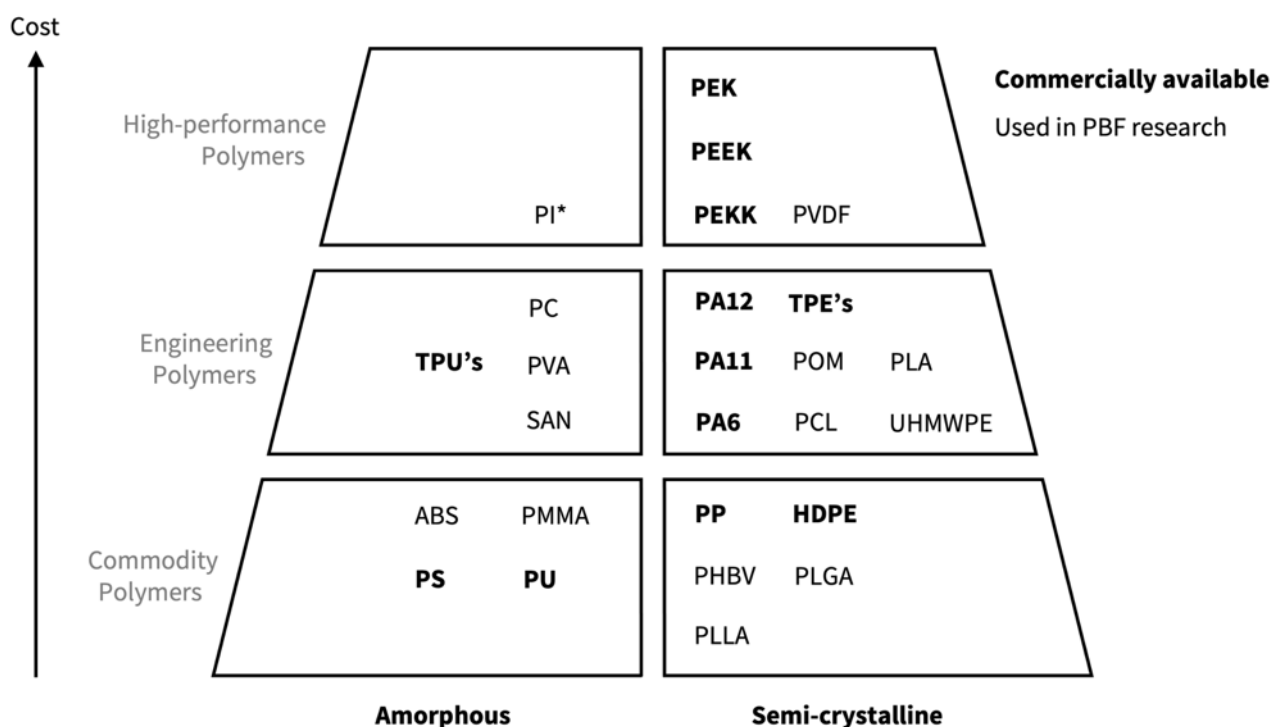 Cost
High-performance
Polymers
PI*
PEK
PEEK
PEKK PVDF
Commercially available
Used in PBF research
Engineering
Polymers
PC
TPU’s PVA
SAN
PA12 TPE’s
PA11 POM PLA
PA6 PCL UHMWPE
Commodity
Polymers
ABS PMMA
PS PU
PP HDPE
PHBV PLGA
PLLA
Amorphous
Semi-crystalline